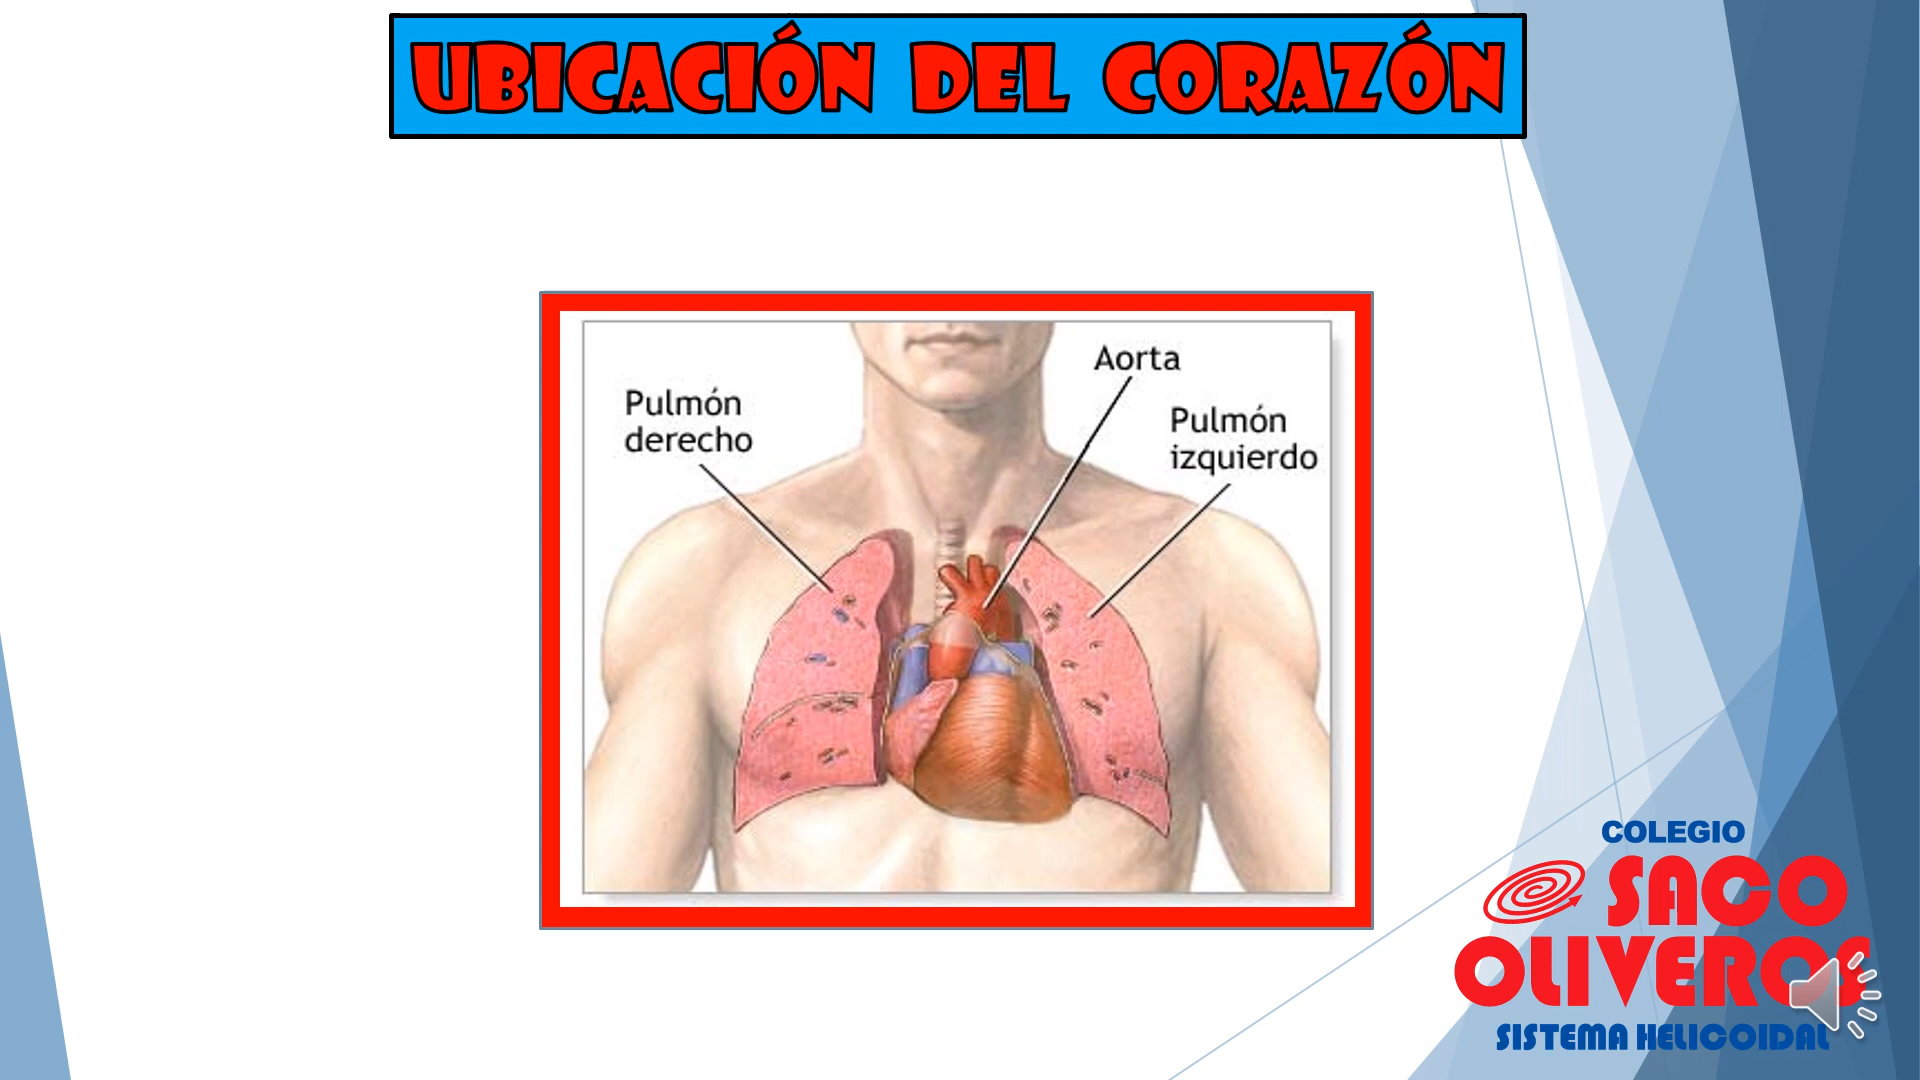 UBICACIÓN DEL CORAZÓN
Aorta
Pulmón
derecho
Pulmón
izquierdo
COLEGIO
SACO
OLIVEROS
SISTEMA HELICOIDAL